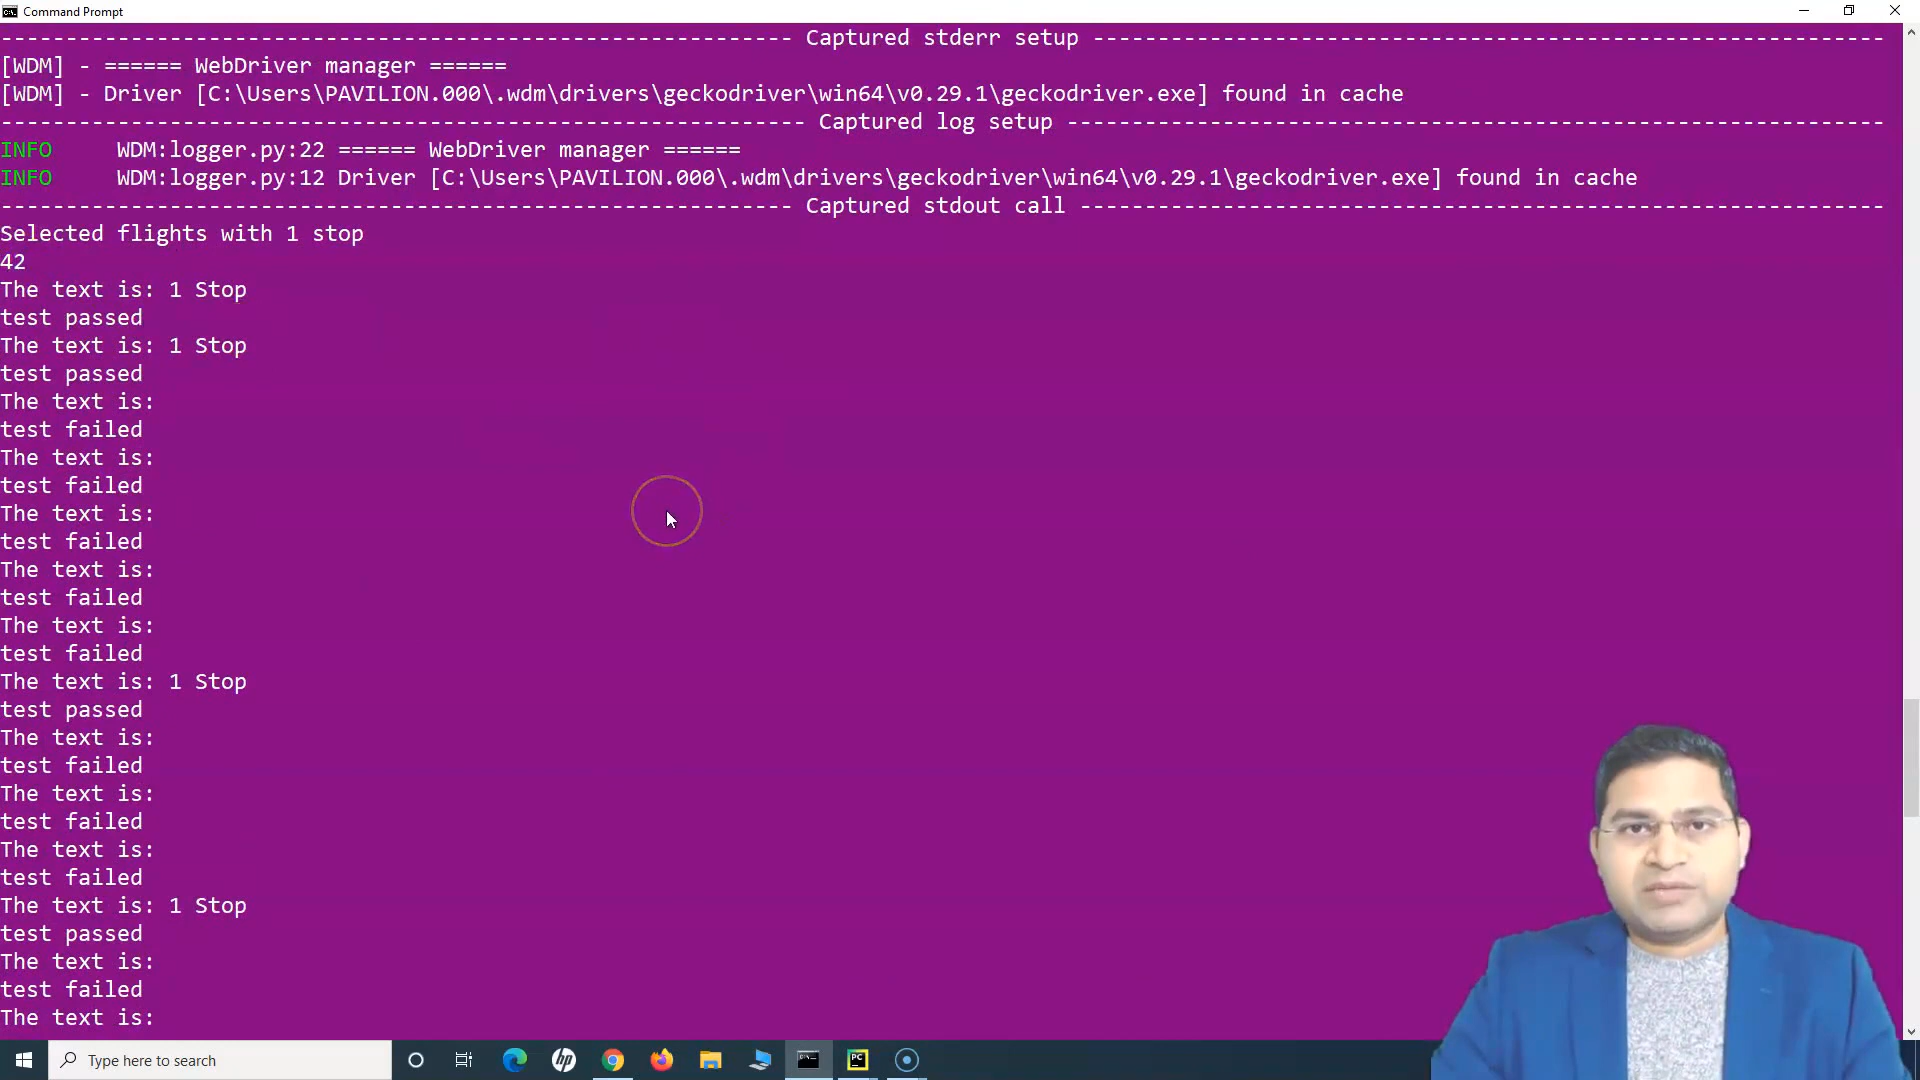 Command Prompt
--------------------------------------------------------------- Captured stderr setup ---------------------------------------------------------------
[WDM] - ====== WebDriver manager ======
[WDM] - Driver [C:\Users\PAVILION.000\.wdm\drivers\geckodriver\win64\v0.29.1\geckodriver.exe] found in cache
---------------------------------------------------------------- Captured log setup -----------------------------------------------------------------
INFO     WDM:logger.py:22 ====== WebDriver manager ======
INFO     WDM:logger.py:12 Driver [C:\Users\PAVILION.000\.wdm\drivers\geckodriver\win64\v0.29.1\geckodriver.exe] found in cache
--------------------------------------------------------------- Captured stdout call ----------------------------------------------------------------
Selected flights with 1 stop
42
The text is: 1 Stop
test passed
The text is: 1 Stop
test passed
The text is:
test failed
The text is:
test failed
The text is:
test failed
The text is:
test failed
The text is:
test failed
The text is: 1 Stop
test passed
The text is:
test failed
The text is:
test failed
The text is:
test failed
The text is: 1 Stop
test passed
The text is:
test failed
The text is:
Type here to search
hp
PC